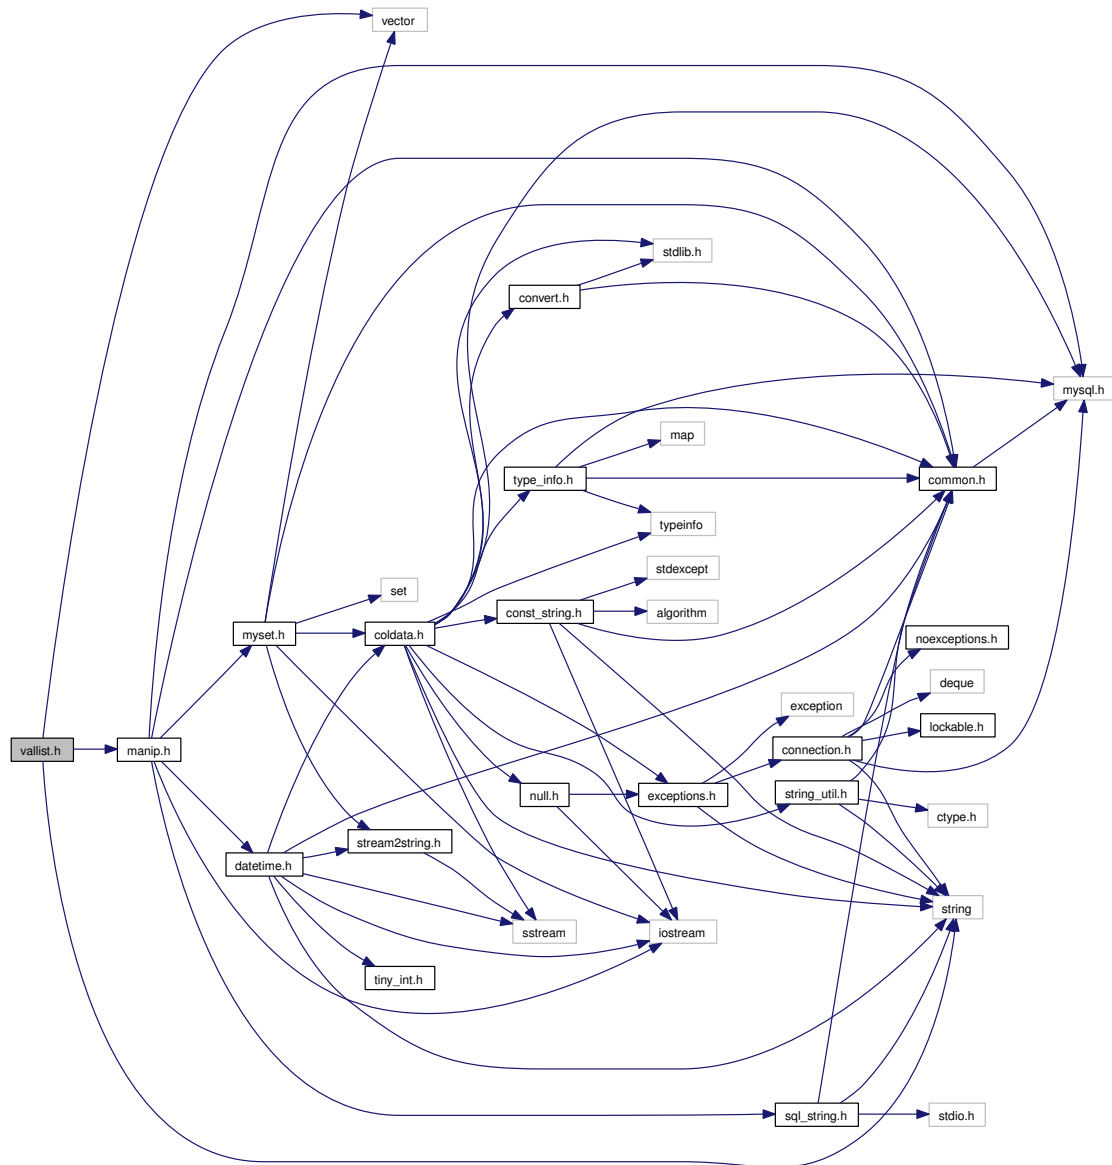 vector
stdlib.h
convert.h
mysql.h
map
type_info.h
common.h
typeinfo
stdexcept
set
const_string.h
algorithm
myset.h
coldata.h
noexceptions.h
deque
exception
lockable.h
vallist.h
manip.h
connection.h
null.h
exceptions.h
string_util.h
ctype.h
stream2string.h
datetime.h
string
sstream
iostream
tiny_int.h
sql_string.h
stdio.h